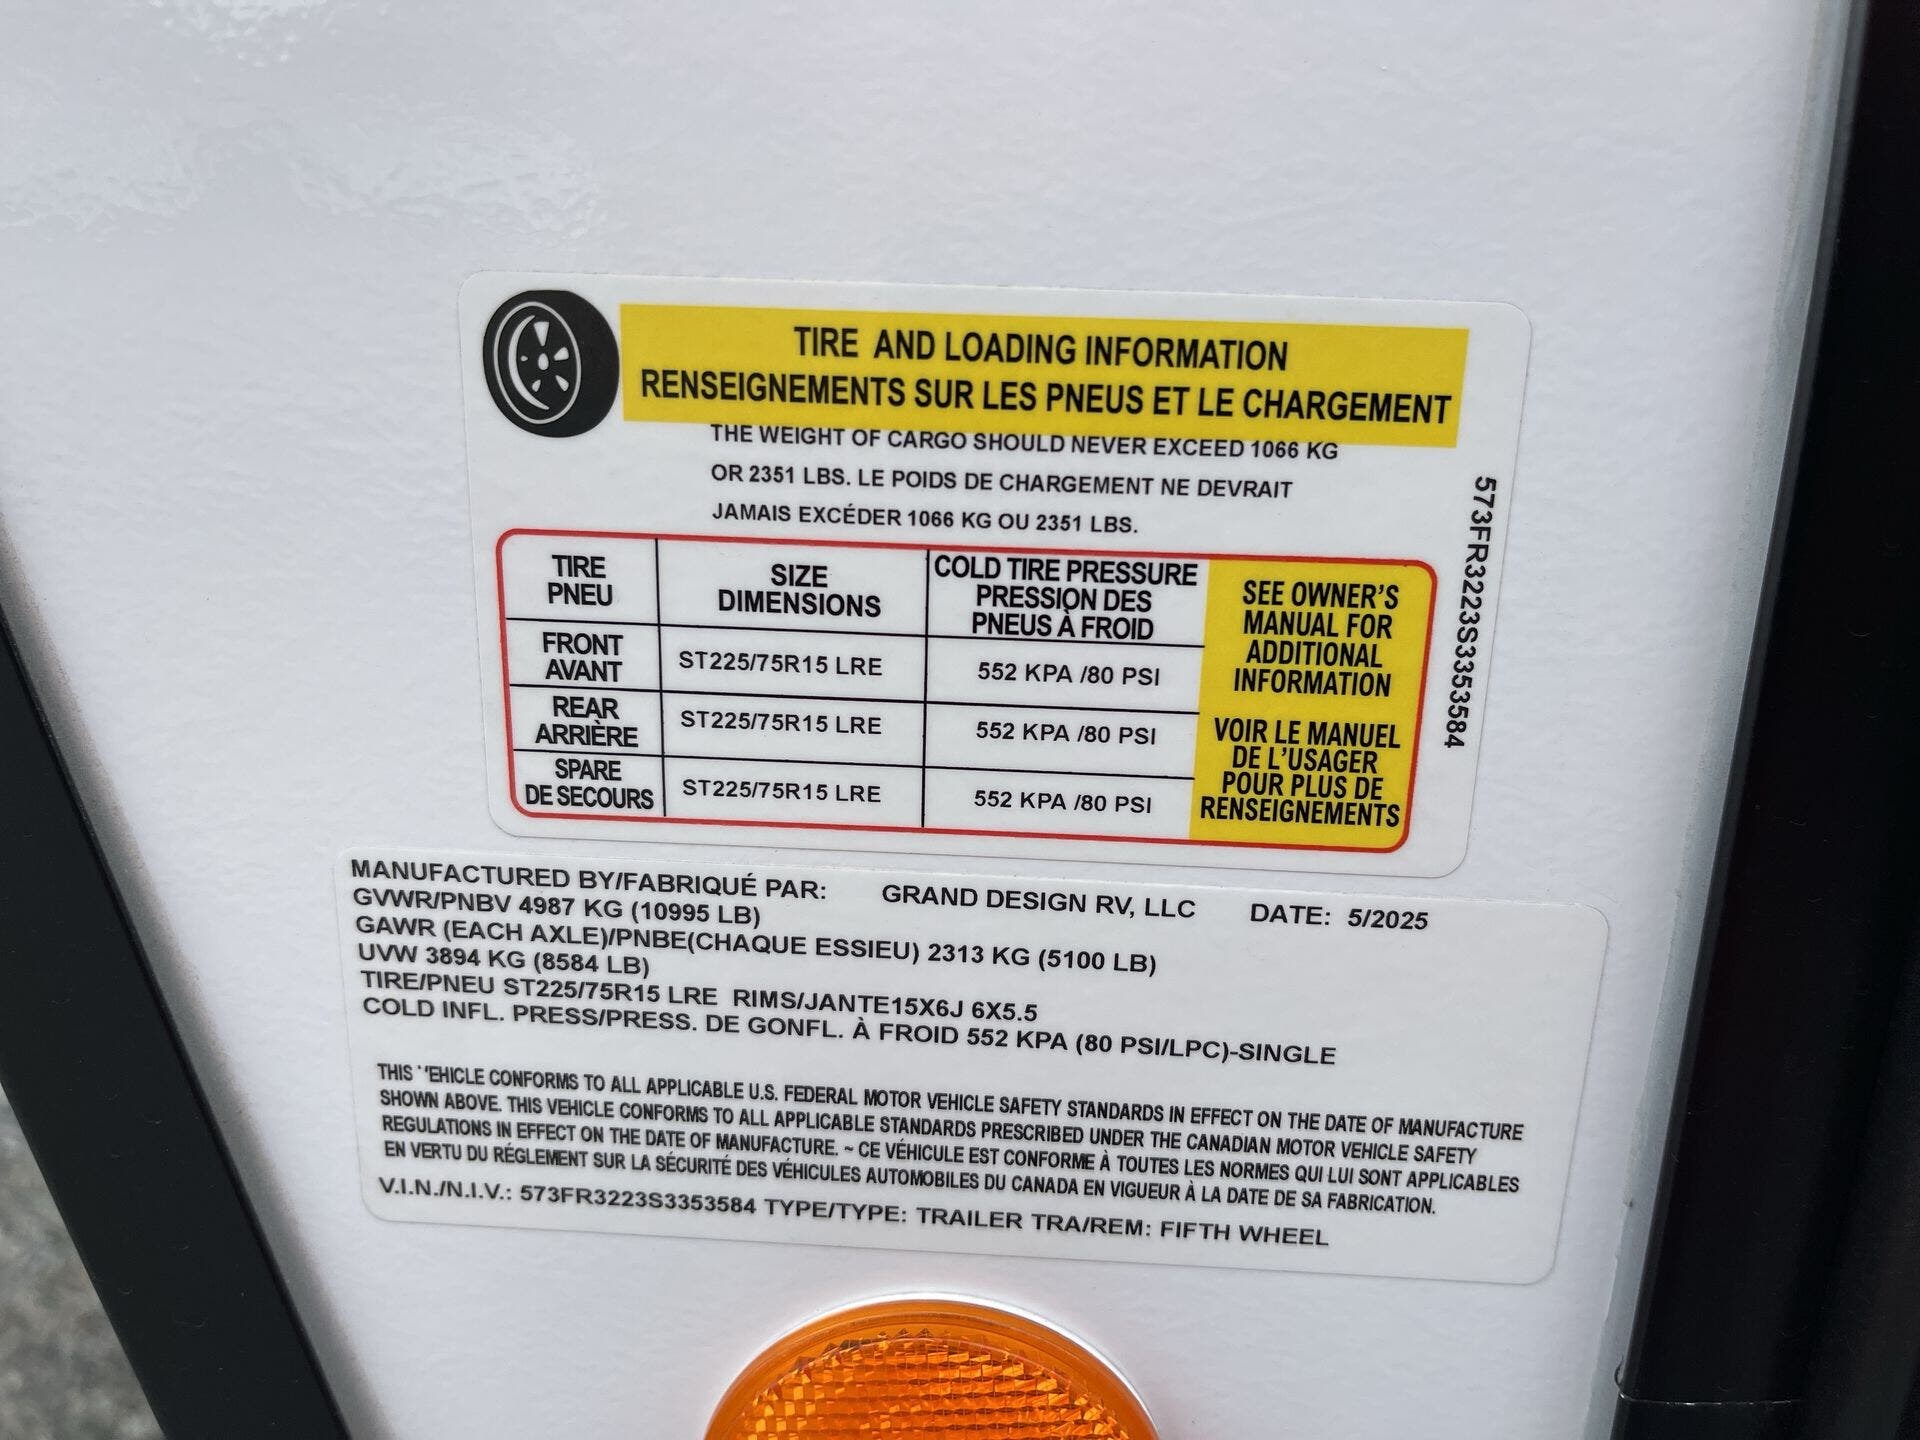 TIRE AND LOADING INFORMATION
RENSEIGNEMENTS SUR LES PNEUS ET LE CHARGEMENT
THE WEIGHT OF CARGO SHOULD NEVER EXCEED 1066 KG
OR 2351 LBS. LE POIDS DE CHARGEMENT NE DEVRAIT
JAMAIS EXCÉDER 1066 KG OU 2351 LBS.
TIRE
PNEU
SIZE
DIMENSIONS
COLD TIRE PRESSURE
PRESSION DES
PNEUS À FROID
FRONT
AVANT
ST225/75R15 LRE
552 KPA /80 PSI
REAR
ARRIÈRE
ST225/75R15 LRE
552 KPA /80 PSI
SPARE
DE SECOURS
ST225/75R15 LRE
552 KPA /80 PSI
SEE OWNER'S
MANUAL FOR
ADDITIONAL
INFORMATION
VOIR LE MANUEL
DE L'USAGER
POUR PLUS DE
RENSEIGNEMENTS
573FR3223S3353584
MANUFACTURED BY/FABRIQUÉ PAR: GRAND DESIGN RV, LLC DATE: 5/2025
GVWR/PNBV 4987 KG (10995 LB)
GAWR (EACH AXLE)/PNBE(CHAQUE ESSIEU) 2313 KG (5100 LB)
UVW 3894 KG (8584 LB)
TIRE/PNEU ST225/75R15 LRE RIMS/JANTE15X6J 6X5.5
COLD INFL. PRESS/PRESS. DE GONFL. À FROID 552 KPA (80 PSI/LPC)-SINGLE
THIS EHICLE CONFORMS TO ALL APPLICABLE U.S. FEDERAL MOTOR VEHICLE SAFETY STANDARDS IN EFFECT ON THE DATE OF MANUFACTURE
SHOWN ABOVE. THIS VEHICLE CONFORMS TO ALL APPLICABLE STANDARDS PRESCRIBED UNDER THE CANADIAN MOTOR VEHICLE SAFETY
REGULATIONS IN EFFECT ON THE DATE OF MANUFACTURE. ~ CE VÉHICULE EST CONFORME À TOUTES LES NORMES QUI LUI SONT APPLICABLES
EN VERTU DU RÉGLEMENT SUR LA SÉCURITÉ DES VÉHICULES AUTOMOBILES DU CANADA EN VIGUEUR À LA DATE DE SA FABRICATION.
V.I.N./N.I.V.: 573FR3223S3353584 TYPE/TYPE: TRAILER TRA/REM: FIFTH WHEEL